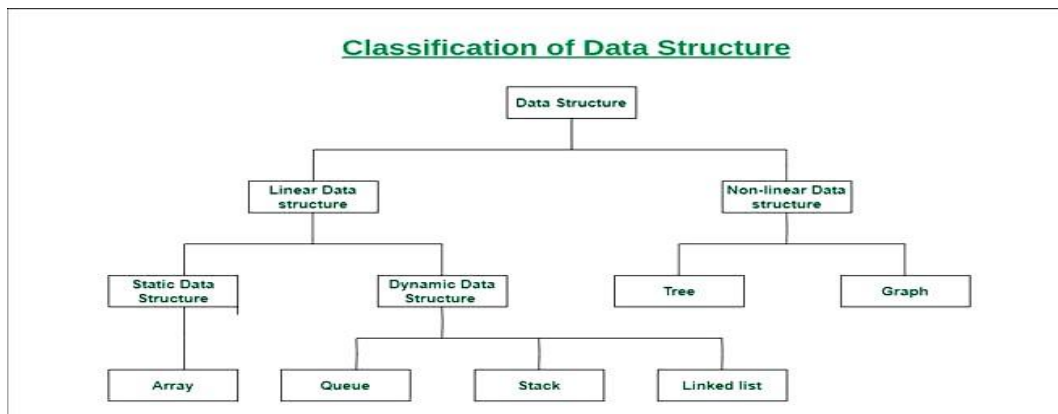 Classification of Data Structure
Data Structure
Linear Data
structure
Non-linear Data
structure
Static Data
Structure
Dynamic Data
Structure
Tree
Graph
Array
Queue
Stack
Linked list